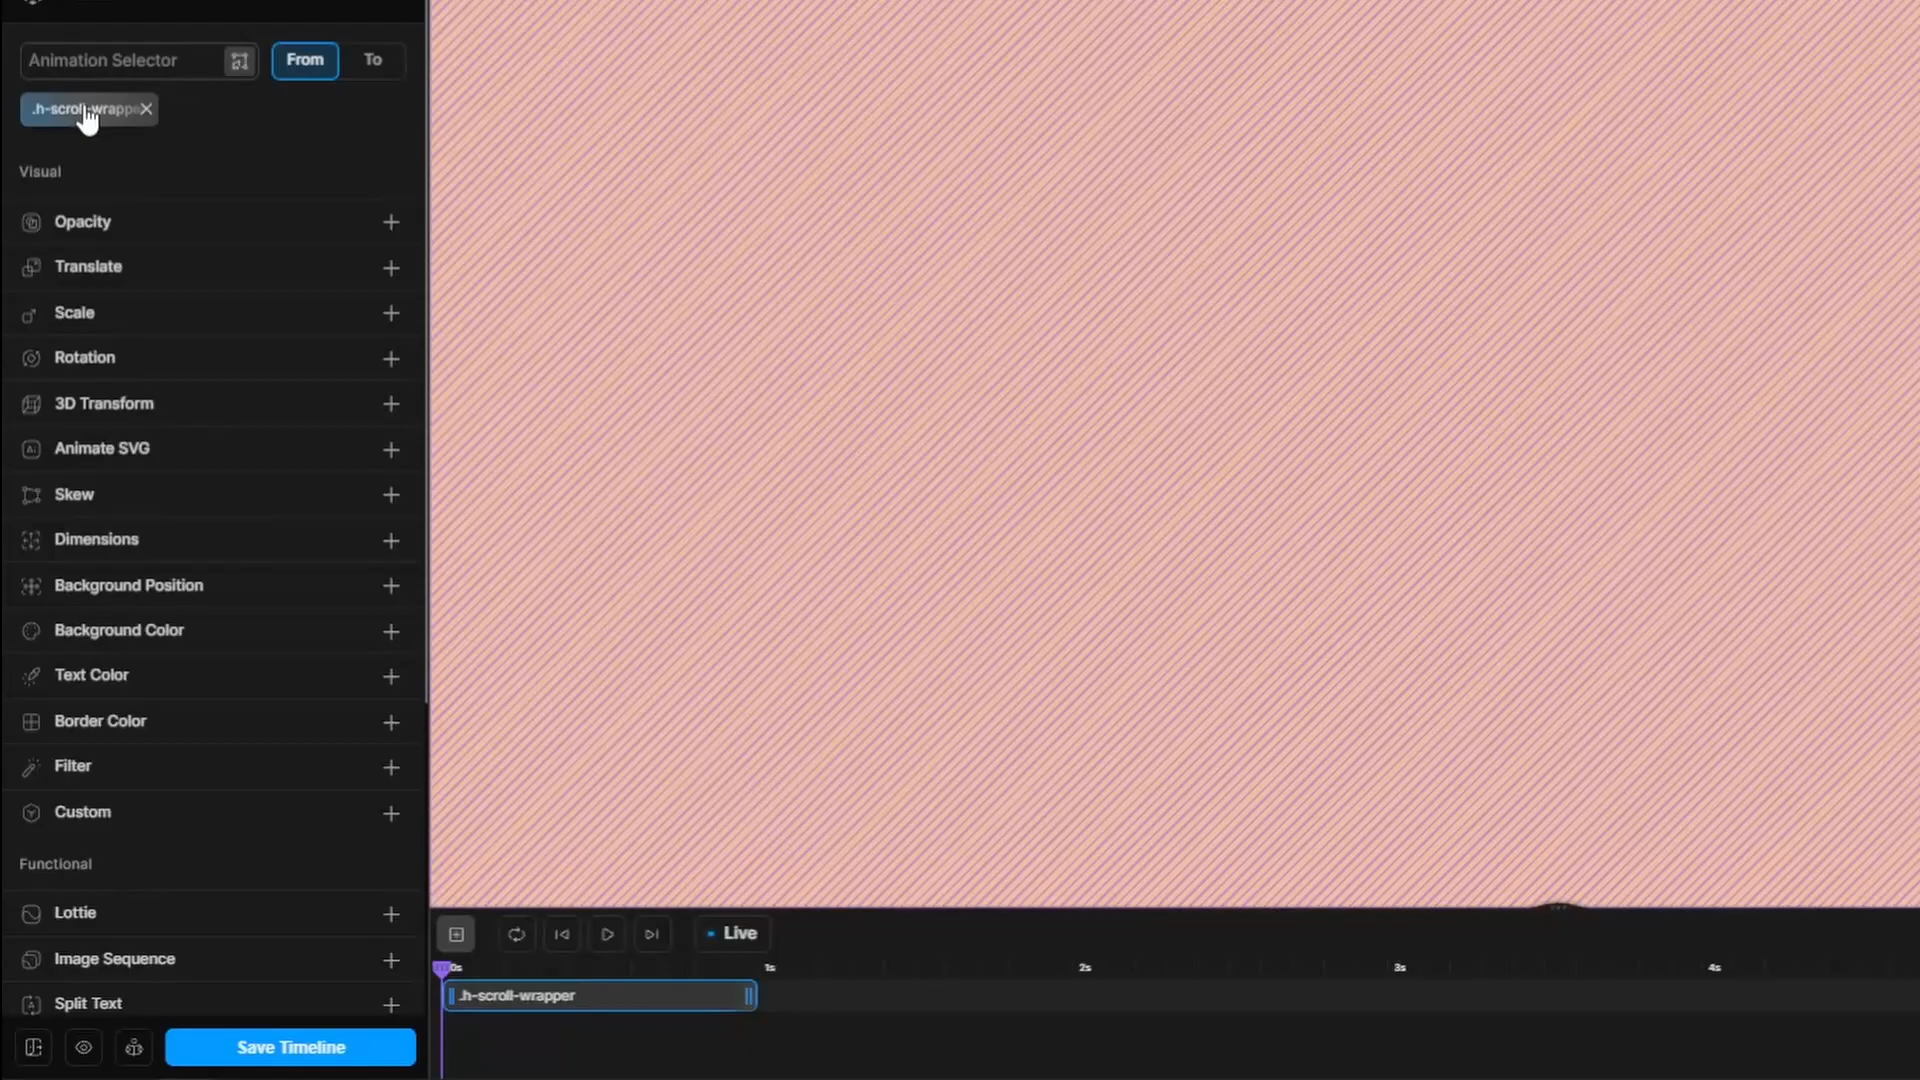 Animation Selector
From
To
.h-scroll-wrappe
Visual
Opacity
Translate
Scale
Rotation
3D Transform
Animate SVG
Skew
Dimensions
Background Position
Background Color
Text Color
Border Color
Filter
Custom
Functional
Lottie
Image Sequence
Split Text
Save Timeline
Live
0s
1s
2s
3s
4s
.h-scroll-wrapper